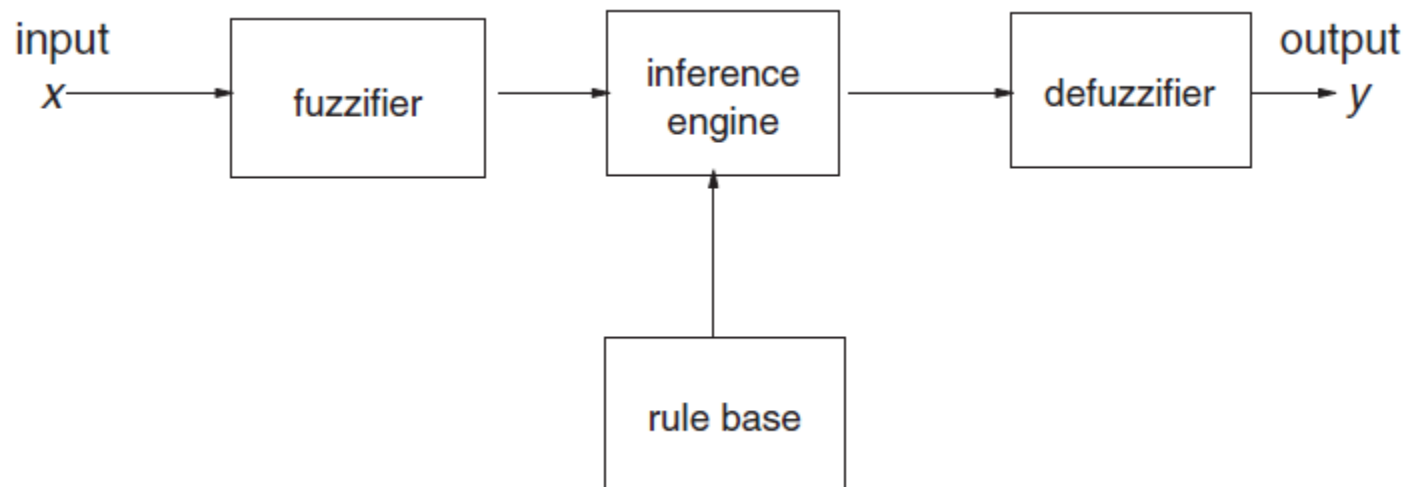 input
x
fuzzifier
inference
engine
defuzzifier
output
y
rule base